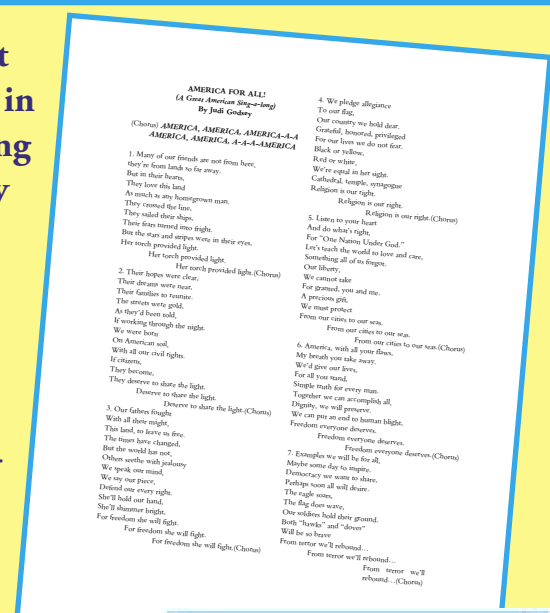 t
in
ng
y
.
AMERICA FOR ALL!
(A Great American Sing-a-long)
By Judi Godsey
(Chorus) AMERICA, AMERICA, AMERICA-A-A
AMERICA, AMERICA, A-A-A-AMERICA
1. Many of our friends are not from here,
they're from lands so far away.
But in their hearts,
They love this land
As much as any homegrown man.
They crossed the line,
They sailed their ships,
Their fears turned into fright.
But the stars and stripes were in their eyes,
Her torch provided light.
Her torch provided light.
Her torch provided light.(Chorus)
2. Their hopes were clear,
Their dreams were near,
Their families to reunite.
The streets were gold,
As they'd been told,
If working through the night.
We were born
On American soil,
With all our civil rights.
If citizens,
They become,
They deserve to share the light.
Deserve to share the light.
Deserve to share the light.(Chorus)
3. Our fathers fought
With all their might,
This land, to leave us free.
The times have changed,
But the world has not,
Others seethe with jealousy
We speak our mind,
We say our piece,
Defend our every right.
She'll hold our hand,
She'll shimmer bright,
For freedom she will fight.
For freedom she will fight.
For freedom she will fight.(Chorus)
4. We pledge allegiance
To our flag,
Our country we hold dear.
Grateful, honored, privileged
For our lives we do not fear.
Black or yellow,
Red or white,
We're equal in her sight.
Cathedral, temple, synagogue
Religion is our right.
Religion is our right.
Religion is our right.(Chorus)
5. Listen to your heart
And do what's right,
For "One Nation Under God."
Let's teach the world to love and care,
Something all of us forgot.
Our liberty,
We cannot take
For granted, you and me.
A precious gift,
We must protect
From our cities to our seas.
From our cities to our seas.
From our cities to our seas.(Chorus)
6. America, with all your flaws,
My breath you take away.
We'd give our lives,
For all you stand,
Simple truth for every man.
Together we can accomplish all,
Dignity, we will preserve.
We can put an end to human blight.
Freedom everyone deserves.
Freedom everyone deserves.
Freedom everyone deserves.(Chorus)
7. Examples we will be for all,
Maybe some day to inspire.
Democracy we want to share,
Perhaps soon all will desire.
The eagle soars,
The flag does wave,
Our soldiers hold their ground.
Both "hawks" and "doves"
Will be so brave
From terror we'll rebound...
From terror we'll rebound...
From terror we'll
rebound...(Chorus)